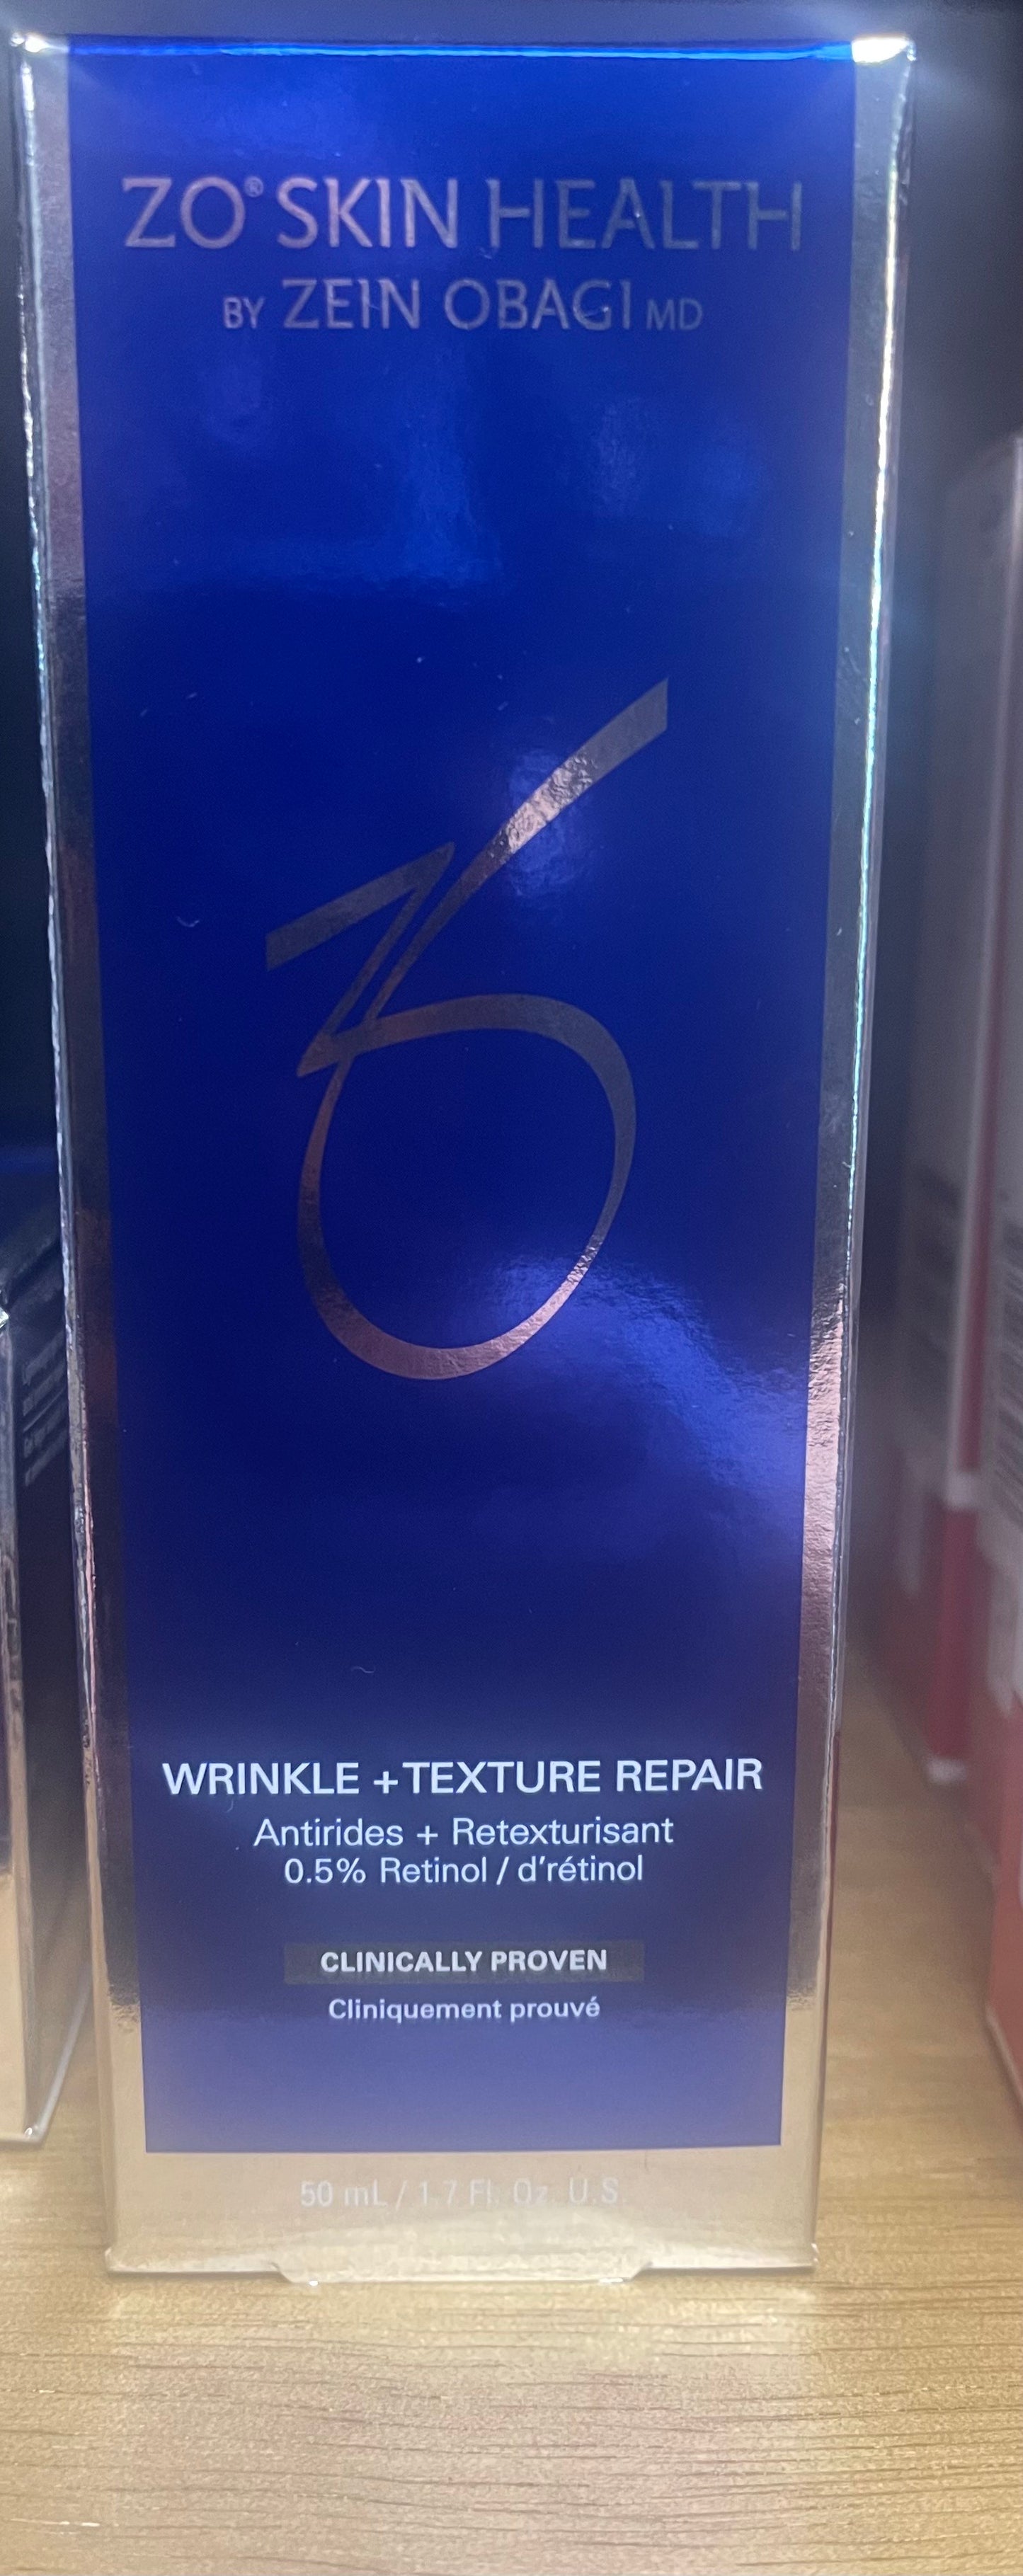 ZO® SKIN HEALTH
BY ZEIN OBAGI MD
ZO
WRINKLE + TEXTURE REPAIR
Antirides + Retexturisant
0.5% Retinol / d'rétinol
CLINICALLY PROVEN
Cliniquement prouvé
50 mL / 1.7 Fl. Oz. U.S.